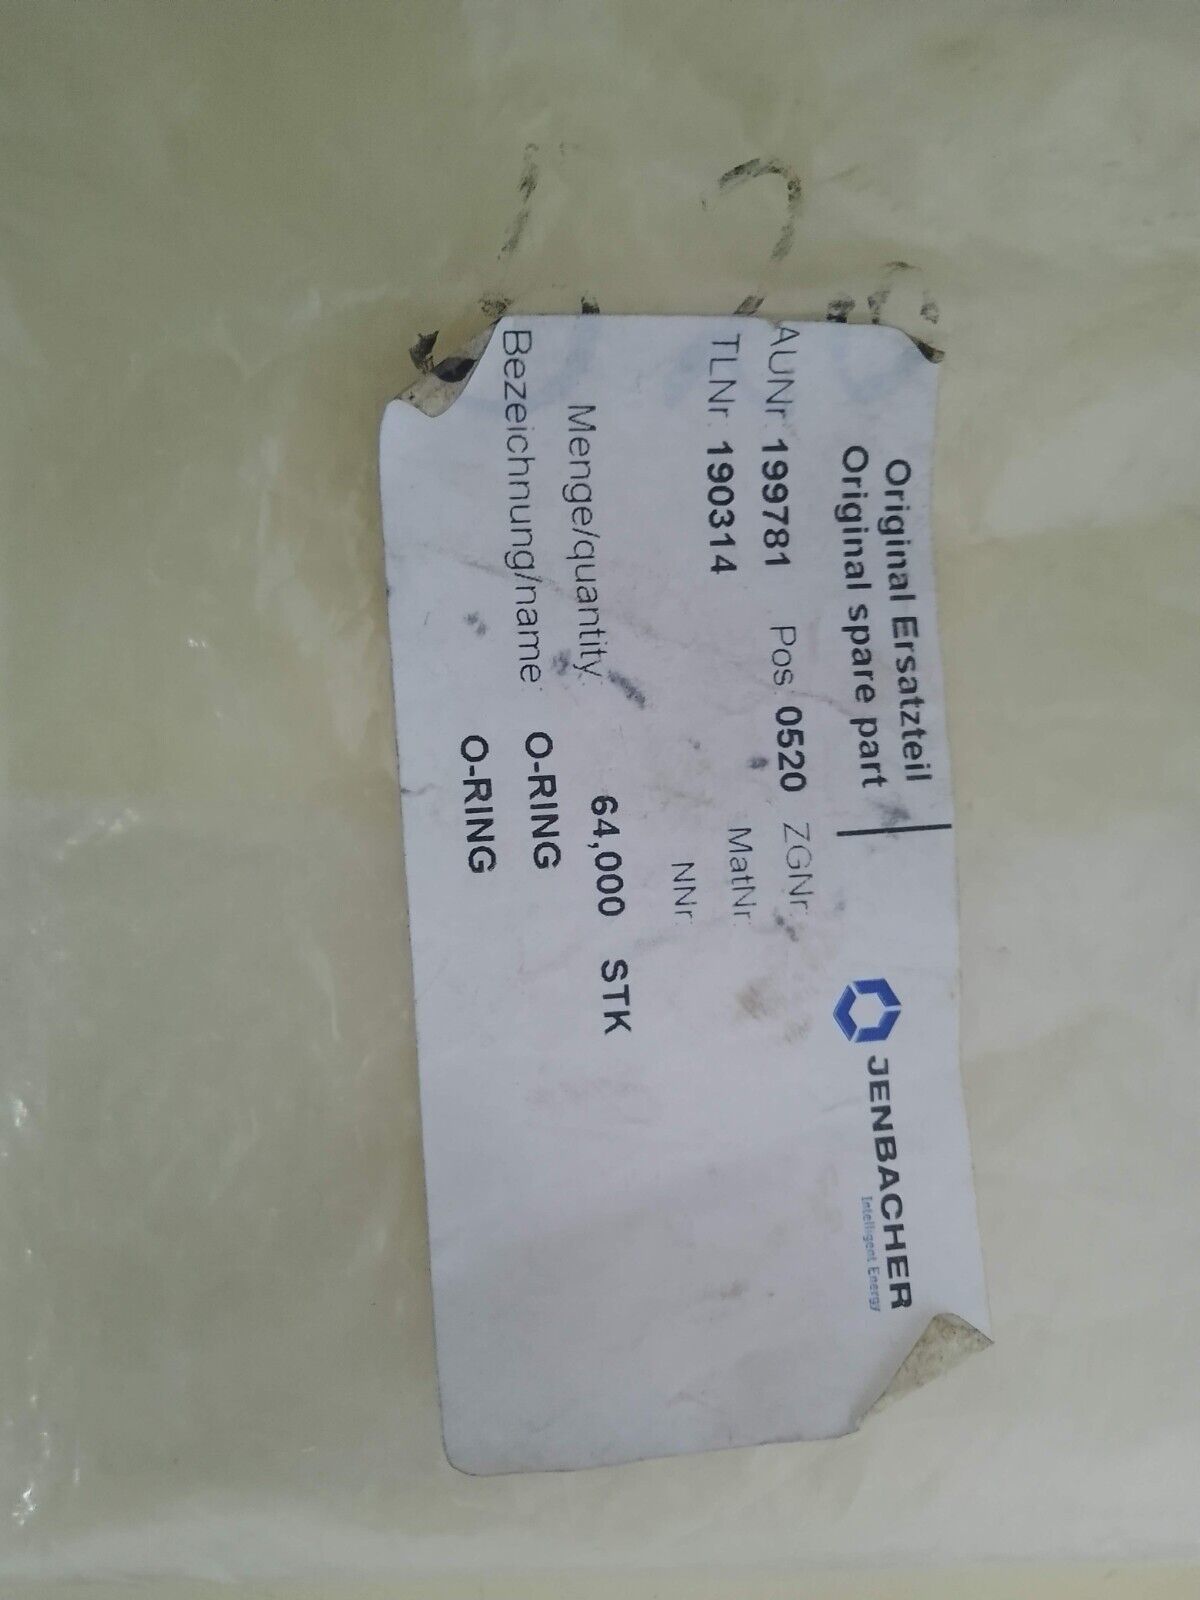 Original Ersatzteil
Original spare part
JENBACHER
Intelligent Energy
AUNr: 199781 Pos: 0520 ZGNr:
TLNr: 190314 MatNr:
NNr:
Menge/quantity: 64,000 STK
Bezeichnung/name: O-RING
O-RING